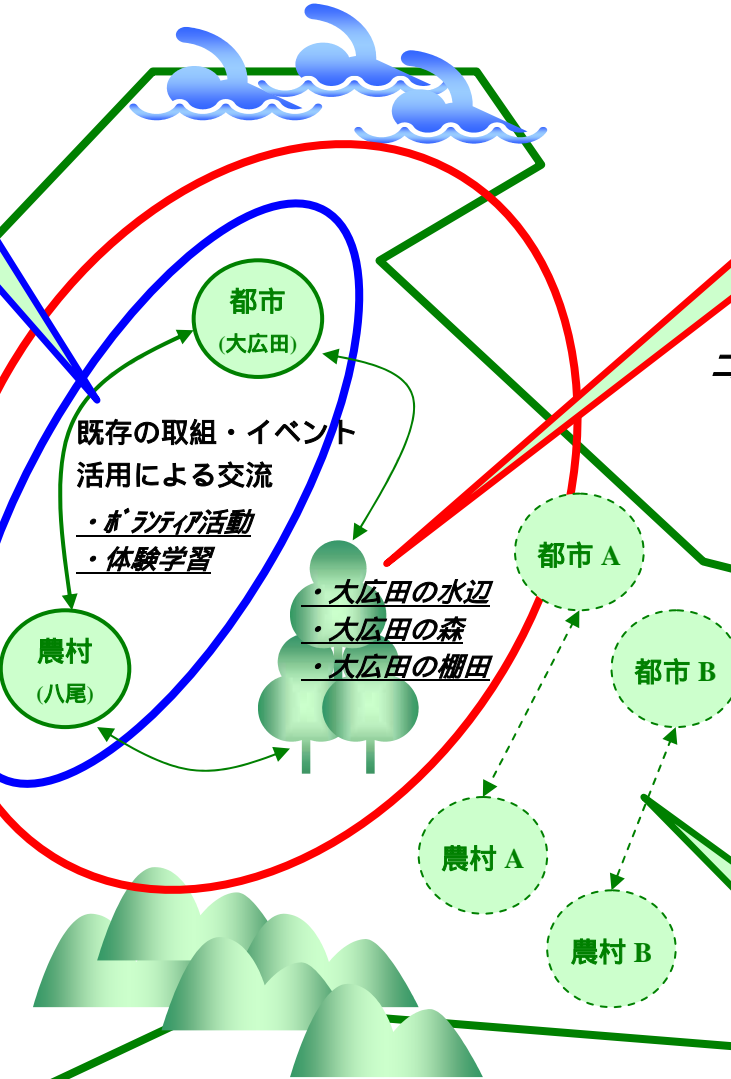 都市
(大広田)
既存の取組・イベント
活用による交流
・ﾎﾞﾗﾝﾃｨｱ活動
・体験学習
・大広田の水辺
・大広田の森
・大広田の棚田
都市 A
農村
(八尾)
都市 B
農村 A
農村 B